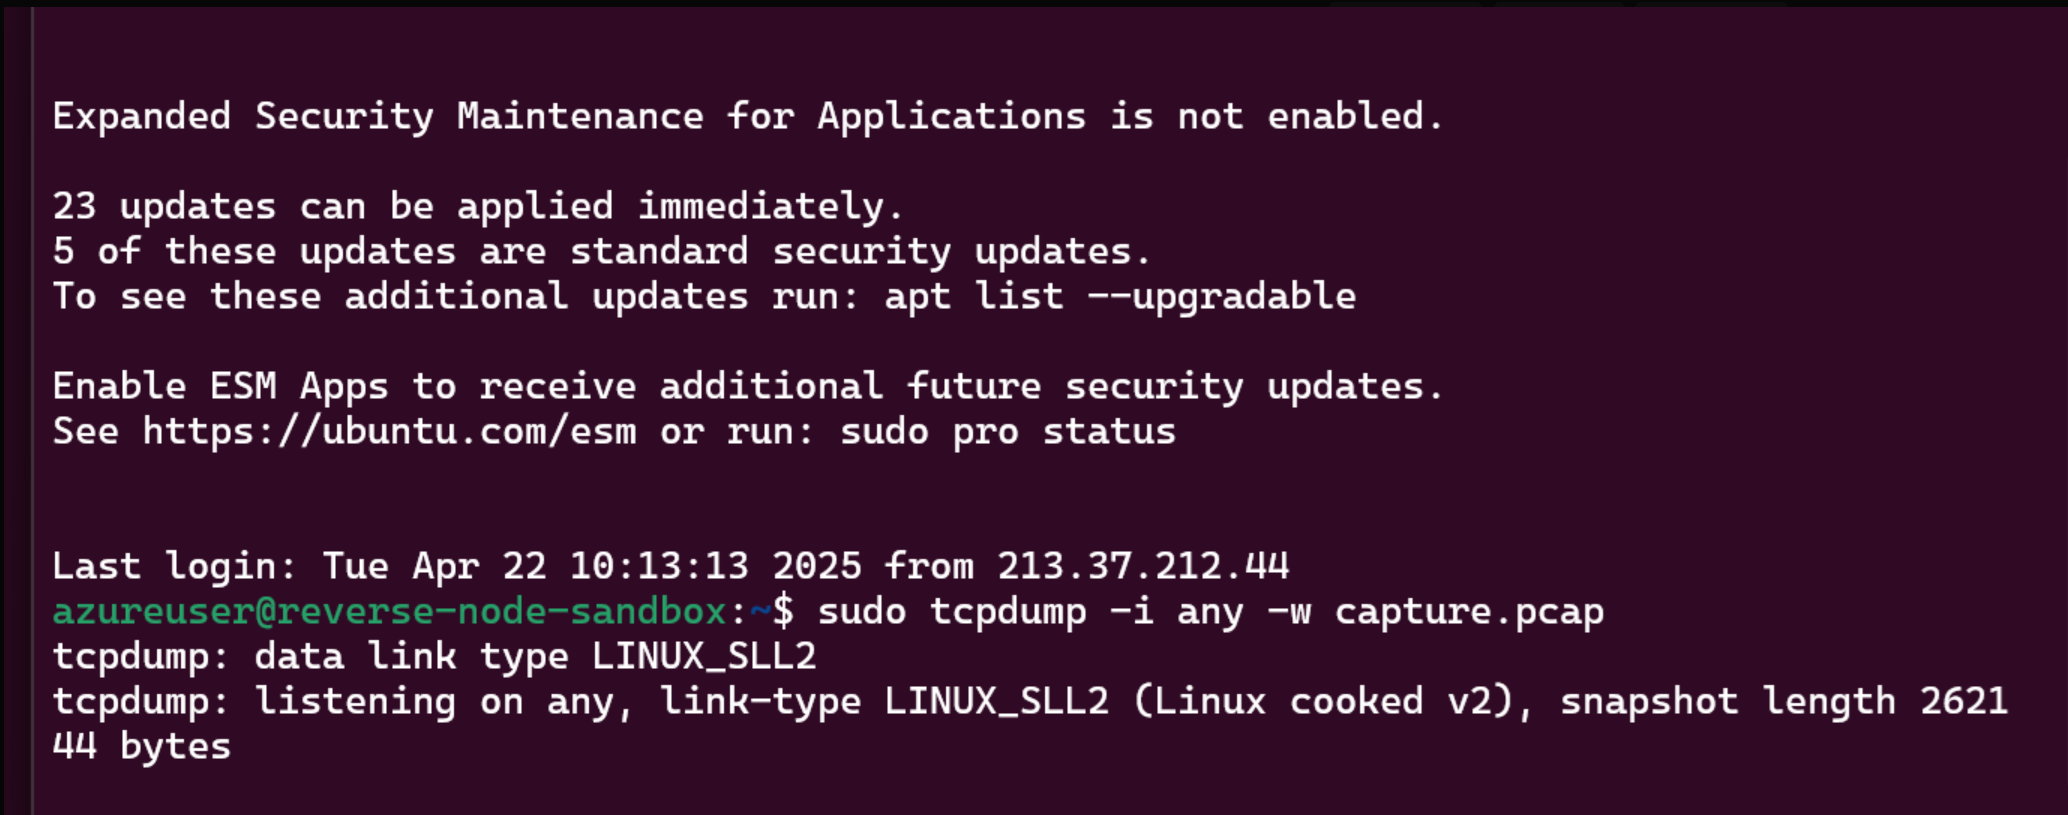 Expanded Security Maintenance for Applications is not enabled.
23 updates can be applied immediately.
5 of these updates are standard security updates.
To see these additional updates run: apt list --upgradable
Enable ESM Apps to receive additional future security updates.
See https://ubuntu.com/esm or run: sudo pro status
Last login: Tue Apr 22 10:13:13 2025 from 213.37.212.44
azureuser@reverse-node-sandbox:~$ sudo tcpdump -i any -w capture.pcap
tcpdump: data link type LINUX_SLL2
tcpdump: listening on any, link-type LINUX_SLL2 (Linux cooked v2), snapshot length 2621
44 bytes